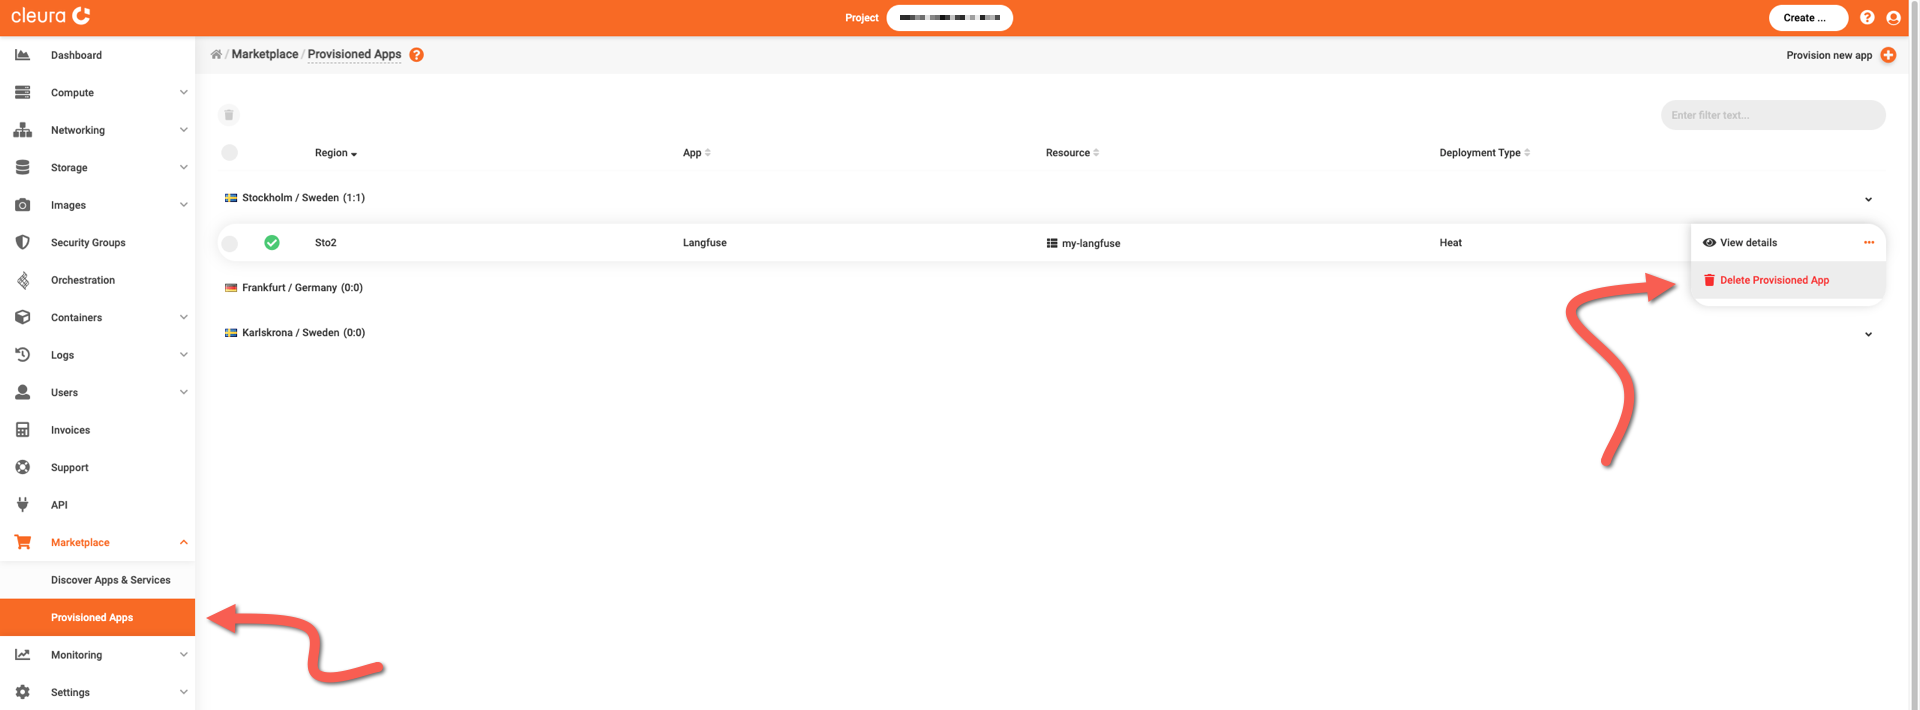 cleura
Project
Create ...
Dashboard
Compute
Networking
Storage
Images
Security Groups
Orchestration
Containers
Logs
Users
Invoices
Support
API
Marketplace
Discover Apps & Services
Provisioned Apps
Monitoring
Settings
/ Marketplace / Provisioned Apps
Provision new app
Enter filter text...
Region App Resource Deployment Type
Stockholm / Sweden (1:1)
Sto2 Langfuse my-langfuse Heat View details
Delete Provisioned App
Frankfurt / Germany (0:0)
Karlskrona / Sweden (0:0)